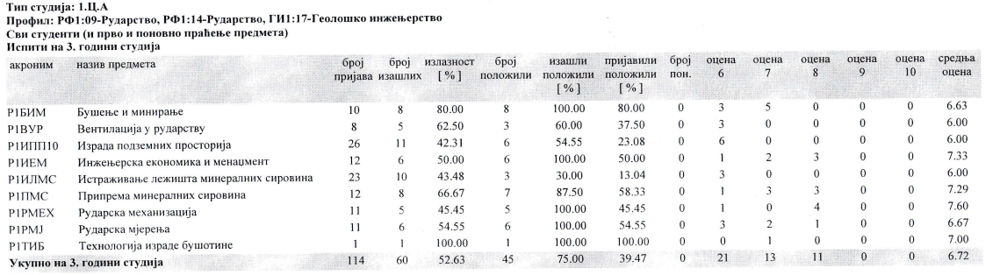 Тип студија: 1.Ц.А
Профил: РФ1:09-Рударство, РФ1:14-Рударство, ГИ1:17-Геолошко инжењерство
Сви студенти (и прво и поновно праћење предмета)
Испити на 3. години студија
акроним назив предмета број пријава број изашлих излазност [ % ] број положили изашли положили [ % ] пријавили положили [ % ] број пон. оцена 6 оцена 7 оцена 8 оцена 9 оцена 10 средња оцена
Р1БИМ Бушење и минирање 10 8 80.00 8 100.00 80.00 0 3 5 0 0 0 6.63
Р1ВУР Вентилација у рударству 8 5 62.50 3 60.00 37.50 0 3 0 0 0 0 6.00
Р1ИПП10 Израда подземних просторија 26 11 42.31 6 54.55 23.08 0 6 0 0 0 0 6.00
Р1ИЕМ Инжењерска економика и менаџмент 12 6 50.00 6 100.00 50.00 0 1 2 3 0 0 7.33
Р1ИЛМС Истраживање лежишта минералних сировина 23 10 43.48 3 30.00 13.04 0 3 0 0 0 0 6.00
Р1ПМС Припрема минералних сировина 12 8 66.67 7 87.50 58.33 0 1 3 3 0 0 7.29
Р1РМЕХ Рударска механизација 11 5 45.45 5 100.00 45.45 0 1 0 4 0 0 7.60
Р1РМЈ Рударска мјерења 11 6 54.55 6 100.00 54.55 0 3 2 1 0 0 6.67
Р1ТИБ Технологија израде бушотине 1 1 100.00 1 100.00 100.00 0 0 1 0 0 0 7.00
Укупно на 3. години студија 114 60 52.63 45 75.00 39.47 0 21 13 11 0 0 6.72